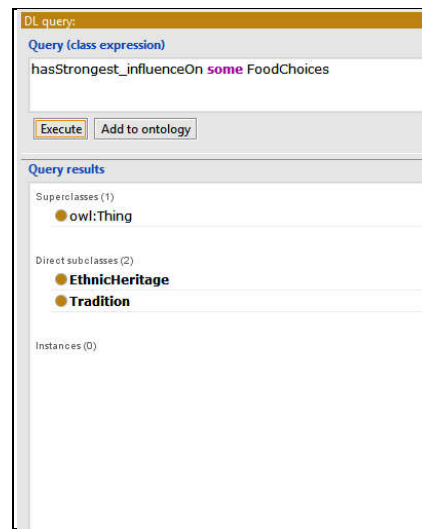 DL query:
Query (class expression)
hasStrongest_influenceOn some FoodChoices
Execute Add to ontology
Query results
Superclasses (1)
owl:Thing
Direct subclasses (2)
EthnicHeritage
Tradition
Instances (0)